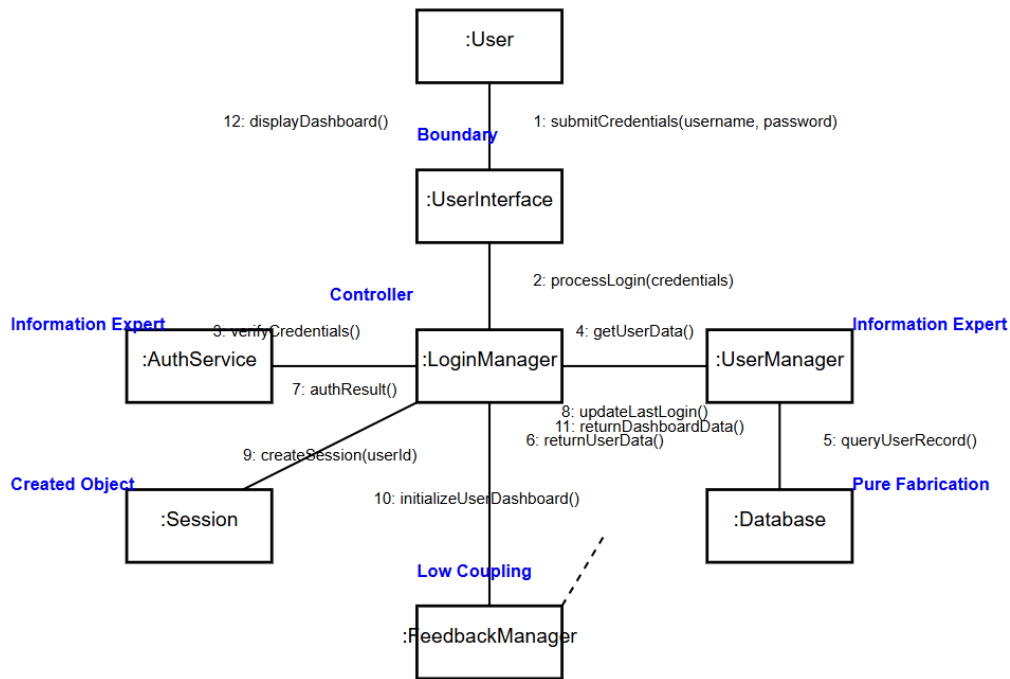 :User
12: displayDashboard()
1: submitCredentials(username, password)
Boundary
:UserInterface
2: processLogin(credentials)
Controller
Information Expert
3: verifyCredentials()
4: getUserData()
Information Expert
:AuthService
:LoginManager
:UserManager
7: authResult()
8: updateLastLogin()
11: returnDashboardData()
6: returnUserData()
5: queryUserRecord()
9: createSession(userId)
Created Object
10: initializeUserDashboard()
Pure Fabrication
:Session
:Database
Low Coupling
:FeedbackManager